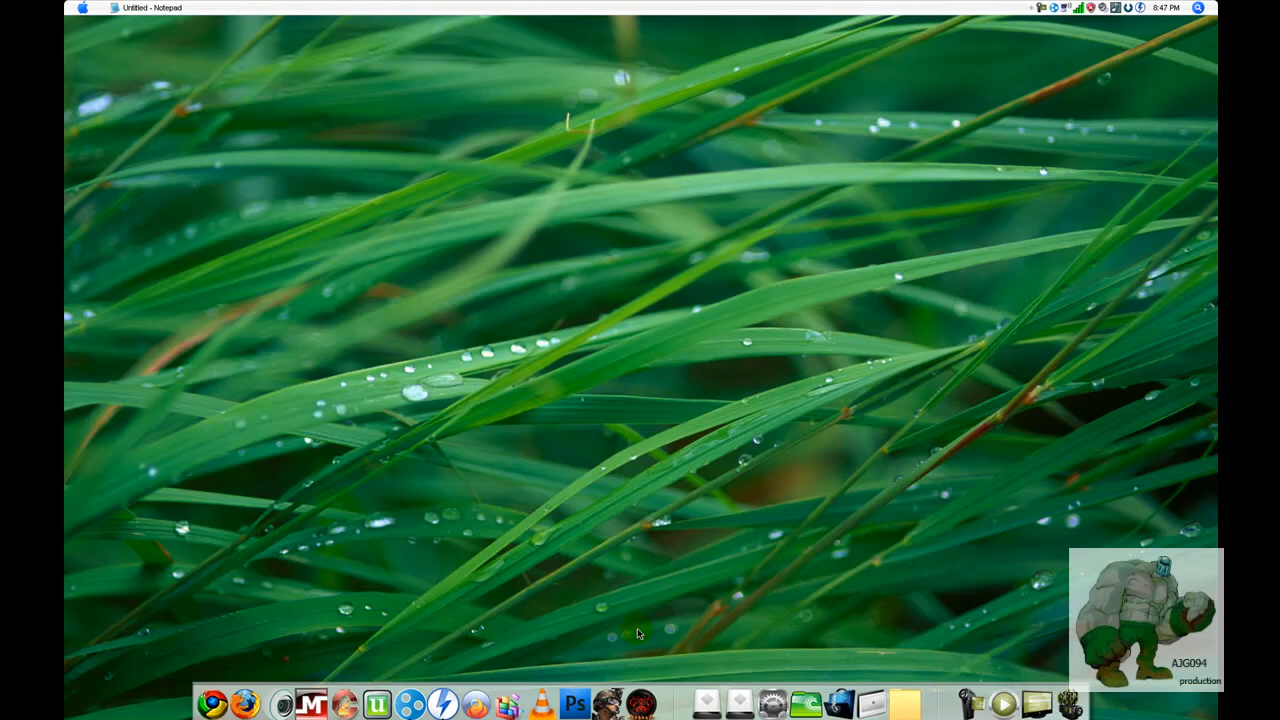 Untitled - Notepad
8:47 PM
AJG094
production
M
µ
Ps